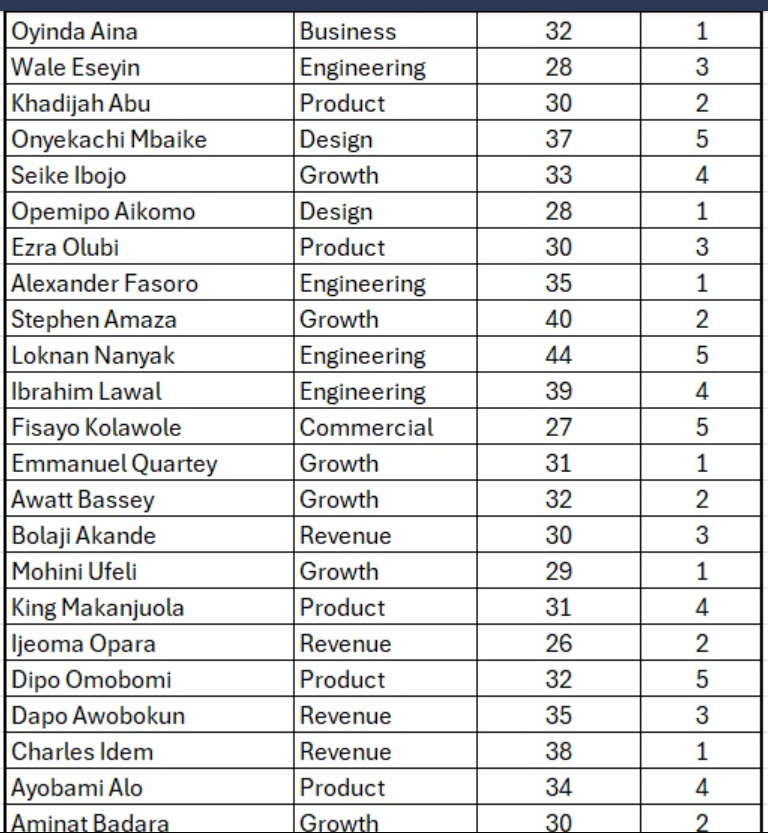 Oyinda Aina Business 32 1
Wale Eseyin Engineering 28 3
Khadijah Abu Product 30 2
Onyekachi Mbaike Design 37 5
Seike Ibojo Growth 33 4
Opemipo Aikomo Design 28 1
Ezra Olubi Product 30 3
Alexander Fasoro Engineering 35 1
Stephen Amaza Growth 40 2
Loknan Nanyak Engineering 44 5
Ibrahim Lawal Engineering 39 4
Fisayo Kolawole Commercial 27 5
Emmanuel Quartey Growth 31 1
Awatt Bassey Growth 32 2
Bolaji Akande Revenue 30 3
Mohini Ufeli Growth 29 1
King Makanjuola Product 31 4
Ijeoma Opara Revenue 26 2
Dipo Omobomi Product 32 5
Dapo Awobokun Revenue 35 3
Charles Idem Revenue 38 1
Ayobami Alo Product 34 4
Aminat Badara Growth 30 2